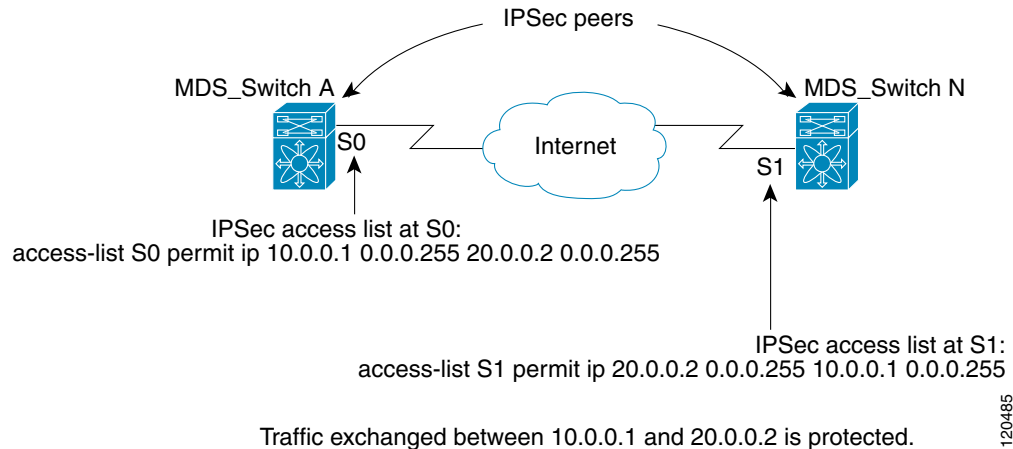 IPSec peers
MDS_Switch A
MDS_Switch N
S0
Internet
S1
IPSec access list at S0:
access-list S0 permit ip 10.0.0.1 0.0.0.255 20.0.0.2 0.0.0.255
IPSec access list at S1:
access-list S1 permit ip 20.0.0.2 0.0.0.255 10.0.0.1 0.0.0.255
Traffic exchanged between 10.0.0.1 and 20.0.0.2 is protected.
120485